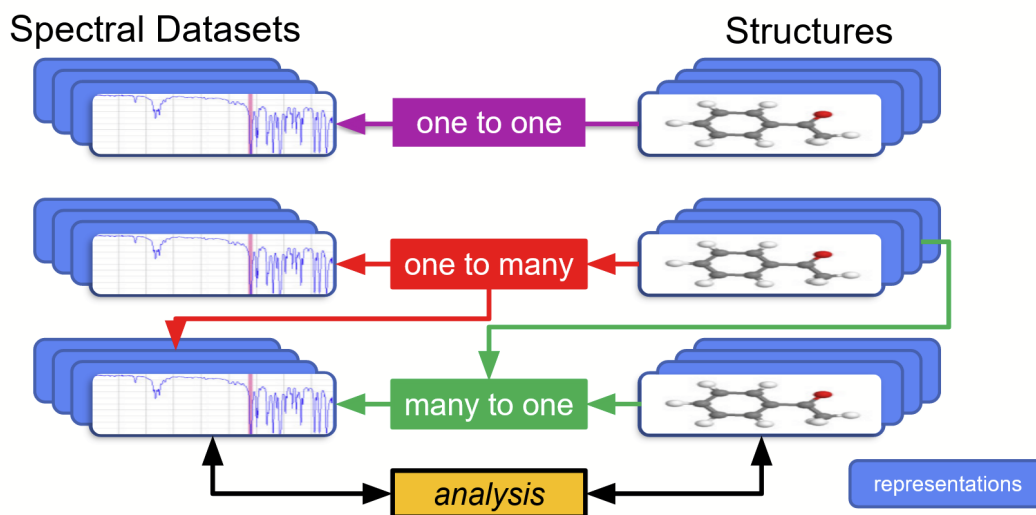 Spectral Datasets
Structures
one to one
one to many
many to one
analysis
representations